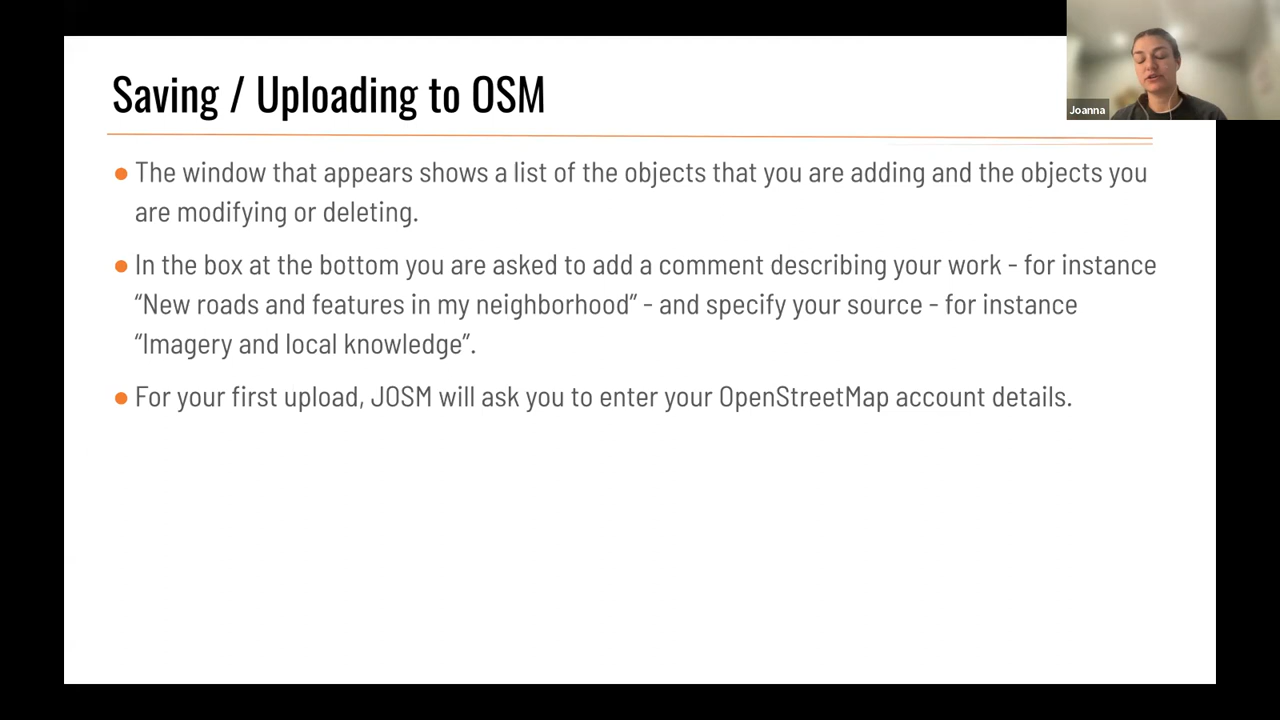 Saving / Uploading to OSM
Joanna
● The window that appears shows a list of the objects that you are adding and the objects you
are modifying or deleting.
● In the box at the bottom you are asked to add a comment describing your work - for instance
“New roads and features in my neighborhood” - and specify your source - for instance
“Imagery and local knowledge”.
● For your first upload, JOSM will ask you to enter your OpenStreetMap account details.